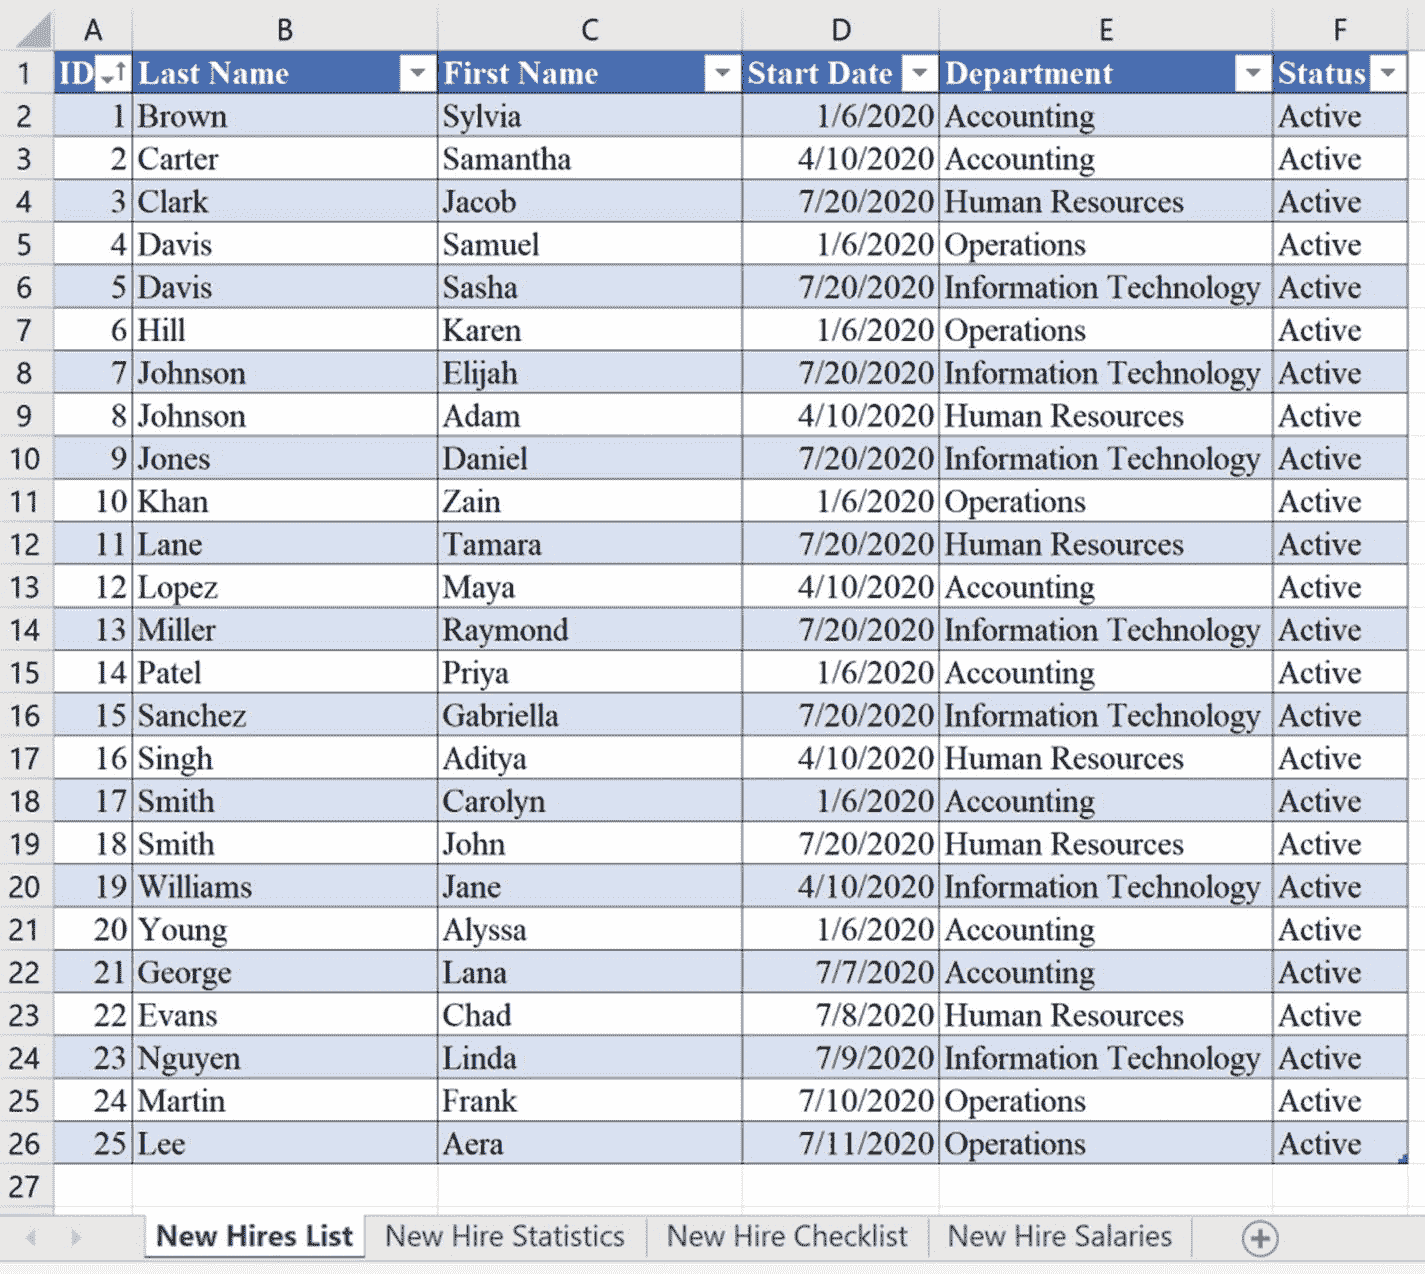 A B C D E F
1 ID Last Name First Name Start Date Department Status
2 1 Brown Sylvia 1/6/2020 Accounting Active
3 2 Carter Samantha 4/10/2020 Accounting Active
4 3 Clark Jacob 7/20/2020 Human Resources Active
5 4 Davis Samuel 1/6/2020 Operations Active
6 5 Davis Sasha 7/20/2020 Information Technology Active
7 6 Hill Karen 1/6/2020 Operations Active
8 7 Johnson Elijah 7/20/2020 Information Technology Active
9 8 Johnson Adam 4/10/2020 Human Resources Active
10 9 Jones Daniel 7/20/2020 Information Technology Active
11 10 Khan Zain 1/6/2020 Operations Active
12 11 Lane Tamara 7/20/2020 Human Resources Active
13 12 Lopez Maya 4/10/2020 Accounting Active
14 13 Miller Raymond 7/20/2020 Information Technology Active
15 14 Patel Priya 1/6/2020 Accounting Active
16 15 Sanchez Gabriella 7/20/2020 Information Technology Active
17 16 Singh Aditya 4/10/2020 Human Resources Active
18 17 Smith Carolyn 1/6/2020 Accounting Active
19 18 Smith John 7/20/2020 Human Resources Active
20 19 Williams Jane 4/10/2020 Information Technology Active
21 20 Young Alyssa 1/6/2020 Accounting Active
22 21 George Lana 7/7/2020 Accounting Active
23 22 Evans Chad 7/8/2020 Human Resources Active
24 23 Nguyen Linda 7/9/2020 Information Technology Active
25 24 Martin Frank 7/10/2020 Operations Active
26 25 Lee Aera 7/11/2020 Operations Active
27
New Hires List New Hire Statistics New Hire Checklist New Hire Salaries